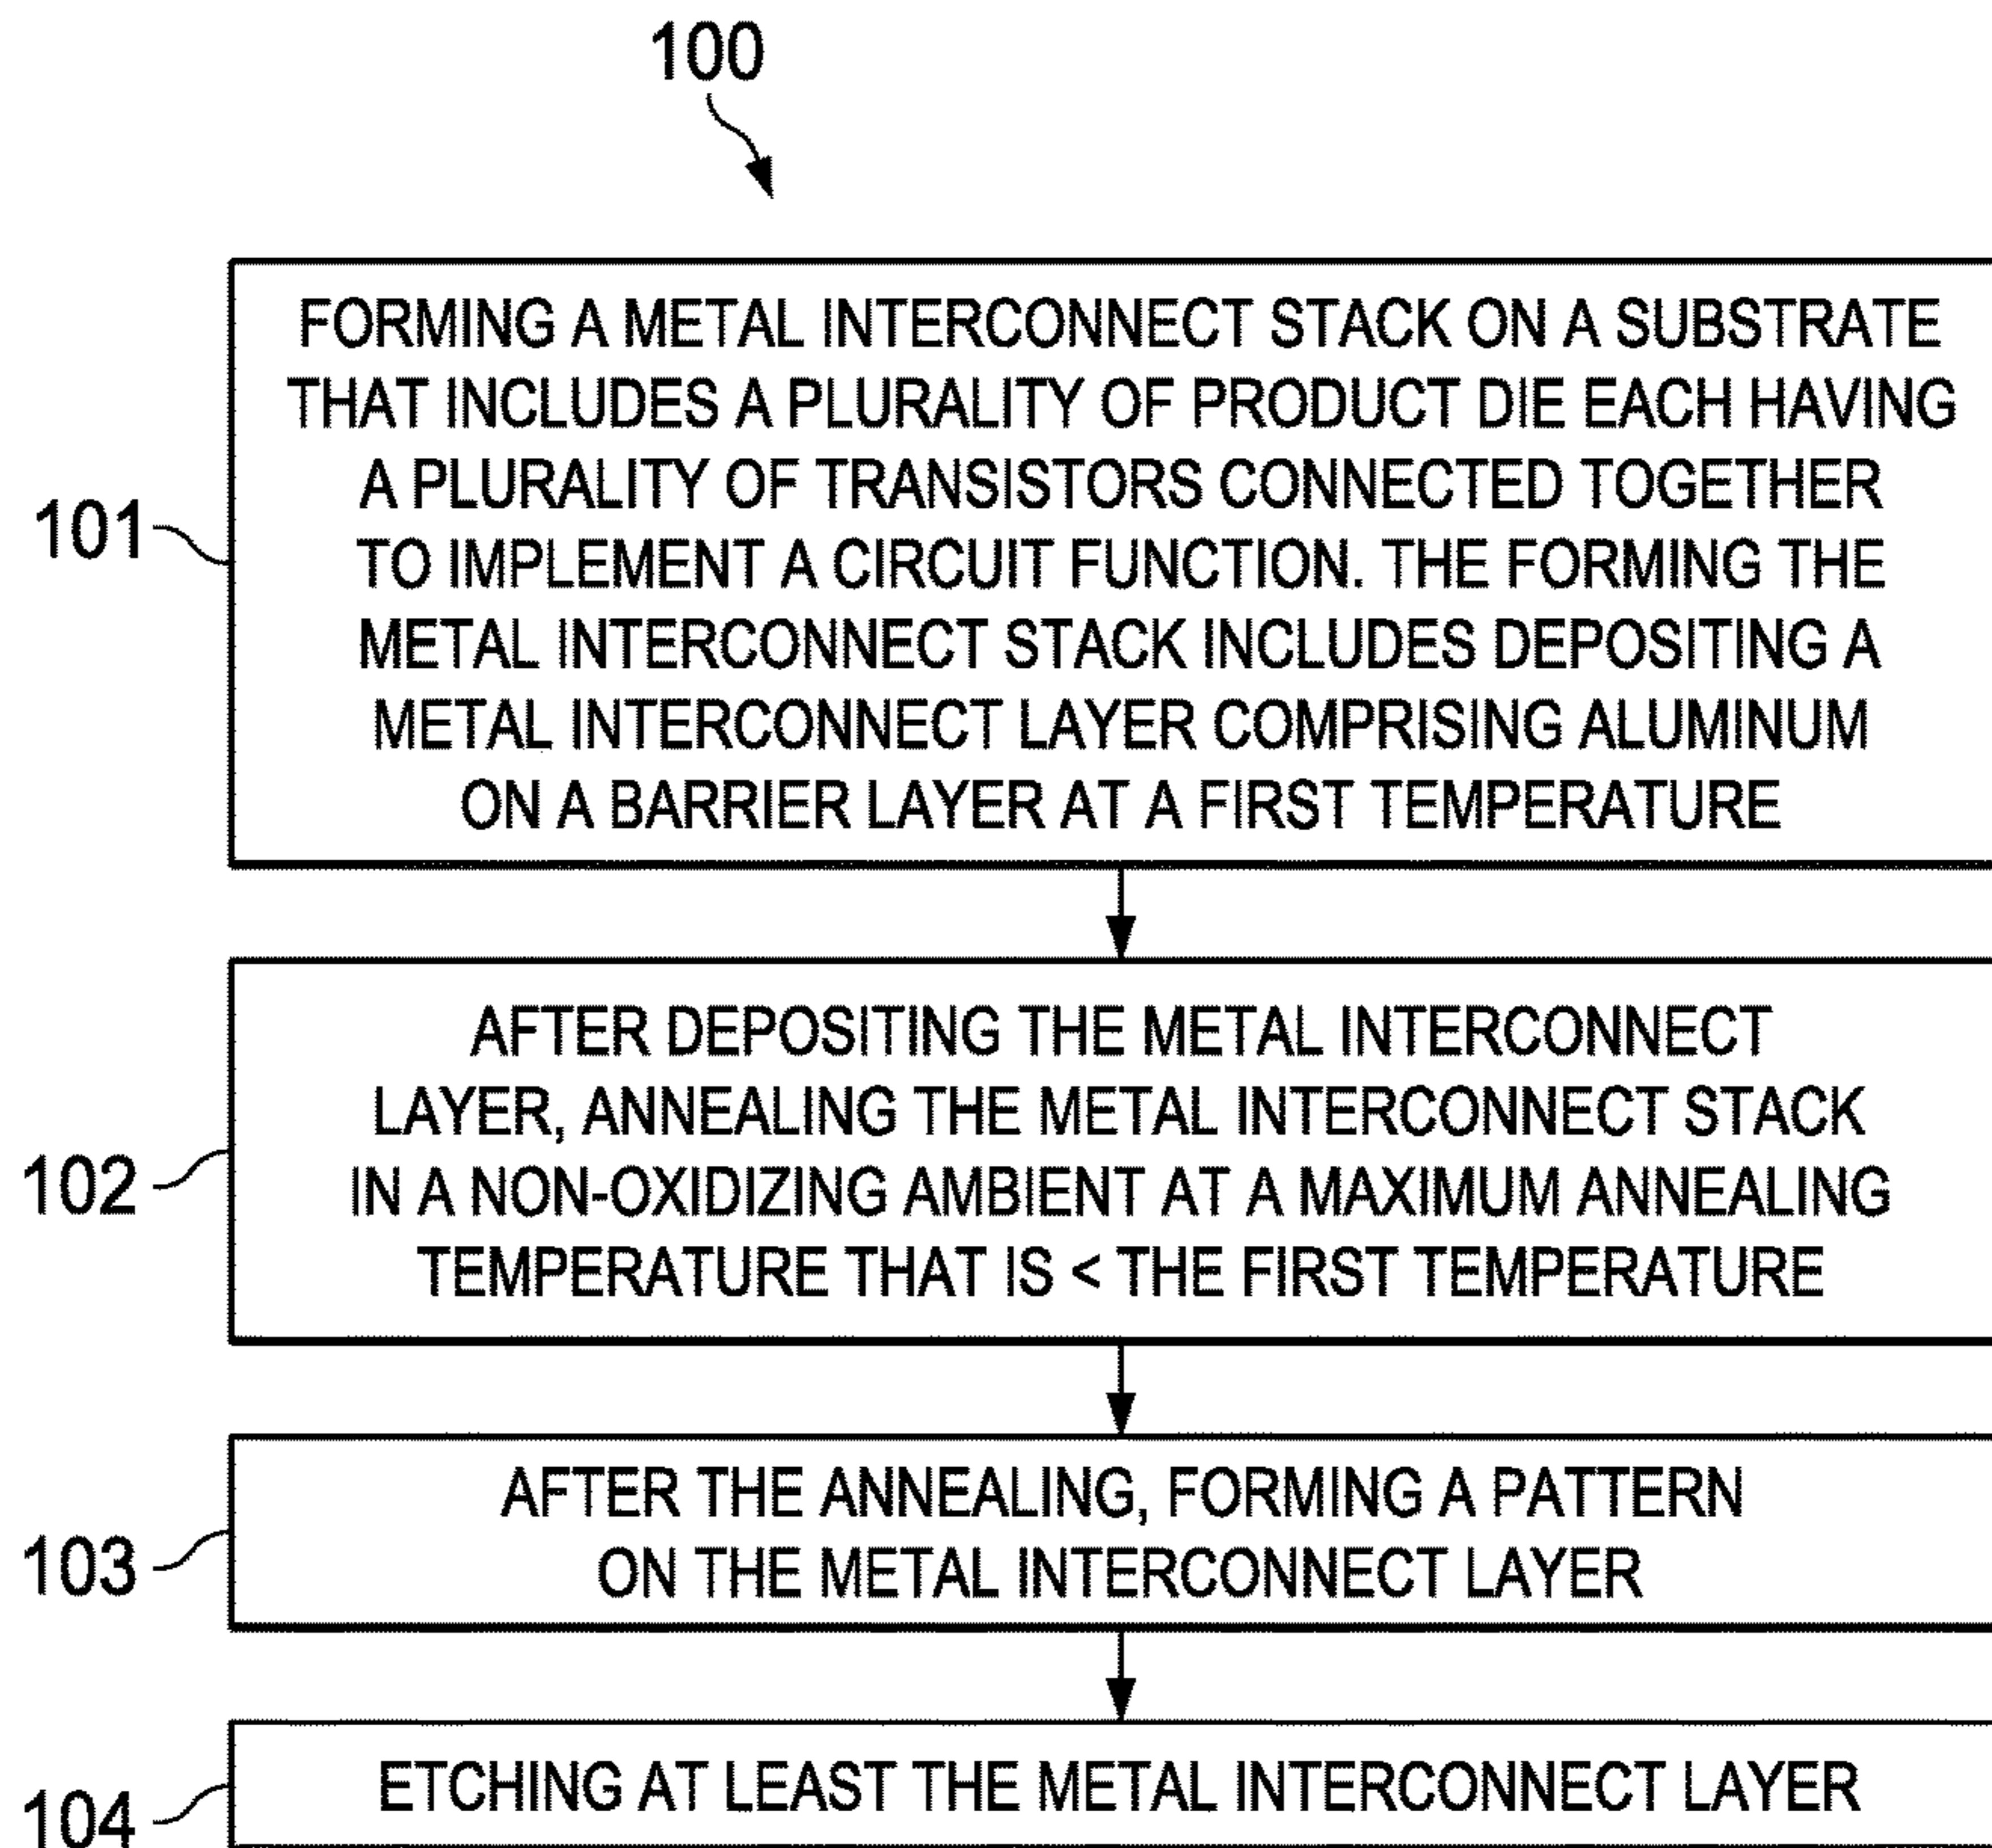 100
101
FORMING A METAL INTERCONNECT STACK ON A SUBSTRATE
THAT INCLUDES A PLURALITY OF PRODUCT DIE EACH HAVING
A PLURALITY OF TRANSISTORS CONNECTED TOGETHER
TO IMPLEMENT A CIRCUIT FUNCTION. THE FORMING THE
METAL INTERCONNECT STACK INCLUDES DEPOSITING A
METAL INTERCONNECT LAYER COMPRISING ALUMINUM
ON A BARRIER LAYER AT A FIRST TEMPERATURE
102
AFTER DEPOSITING THE METAL INTERCONNECT
LAYER, ANNEALING THE METAL INTERCONNECT STACK
IN A NON-OXIDIZING AMBIENT AT A MAXIMUM ANNEALING
TEMPERATURE THAT IS < THE FIRST TEMPERATURE
103
AFTER THE ANNEALING, FORMING A PATTERN
ON THE METAL INTERCONNECT LAYER
104
ETCHING AT LEAST THE METAL INTERCONNECT LAYER